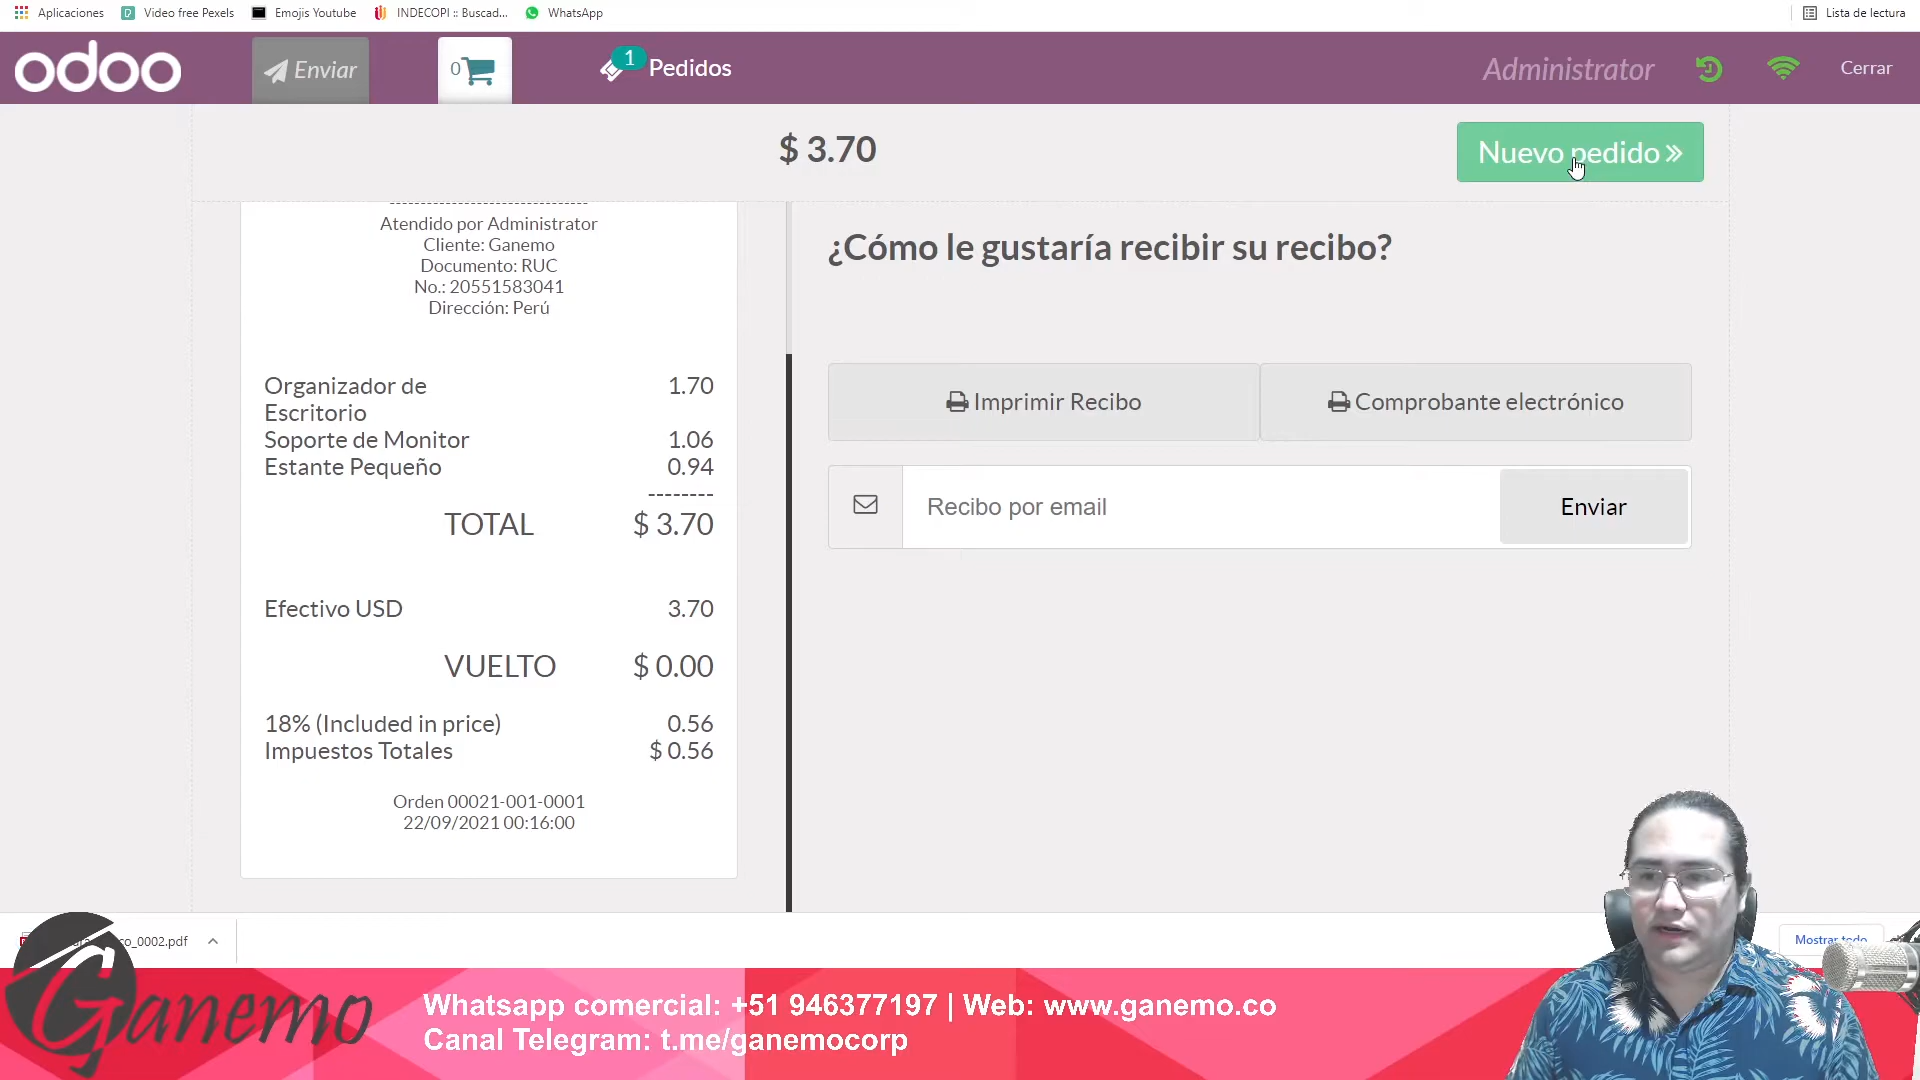 Aplicaciones
Video free Pexels
Emojis Youtube
INDECOPI :: Buscad...
WhatsApp
Lista de lectura
odoo
Enviar
0
1
Pedidos
Administrator
Cerrar
$ 3.70
Nuevo pedido
--------------------------------
Atendido por Administrator
Cliente: Ganemo
Documento: RUC
No.: 20551583041
Dirección: Perú
Organizador de 1.70
Escritorio
Soporte de Monitor 1.06
Estante Pequeño 0.94
--------
TOTAL $ 3.70
Efectivo USD 3.70
VUELTO $ 0.00
18% (Included in price) 0.56
Impuestos Totales $ 0.56
Orden 00021-001-0001
22/09/2021 00:16:00
¿Cómo le gustaría recibir su recibo?
Imprimir Recibo
Comprobante electrónico
Recibo por email
Enviar
co_0002.pdf
Mostrar todo
Ganemo
Whatsapp comercial: +51 946377197 | Web: www.ganemo.co
Canal Telegram: t.me/ganemocorp